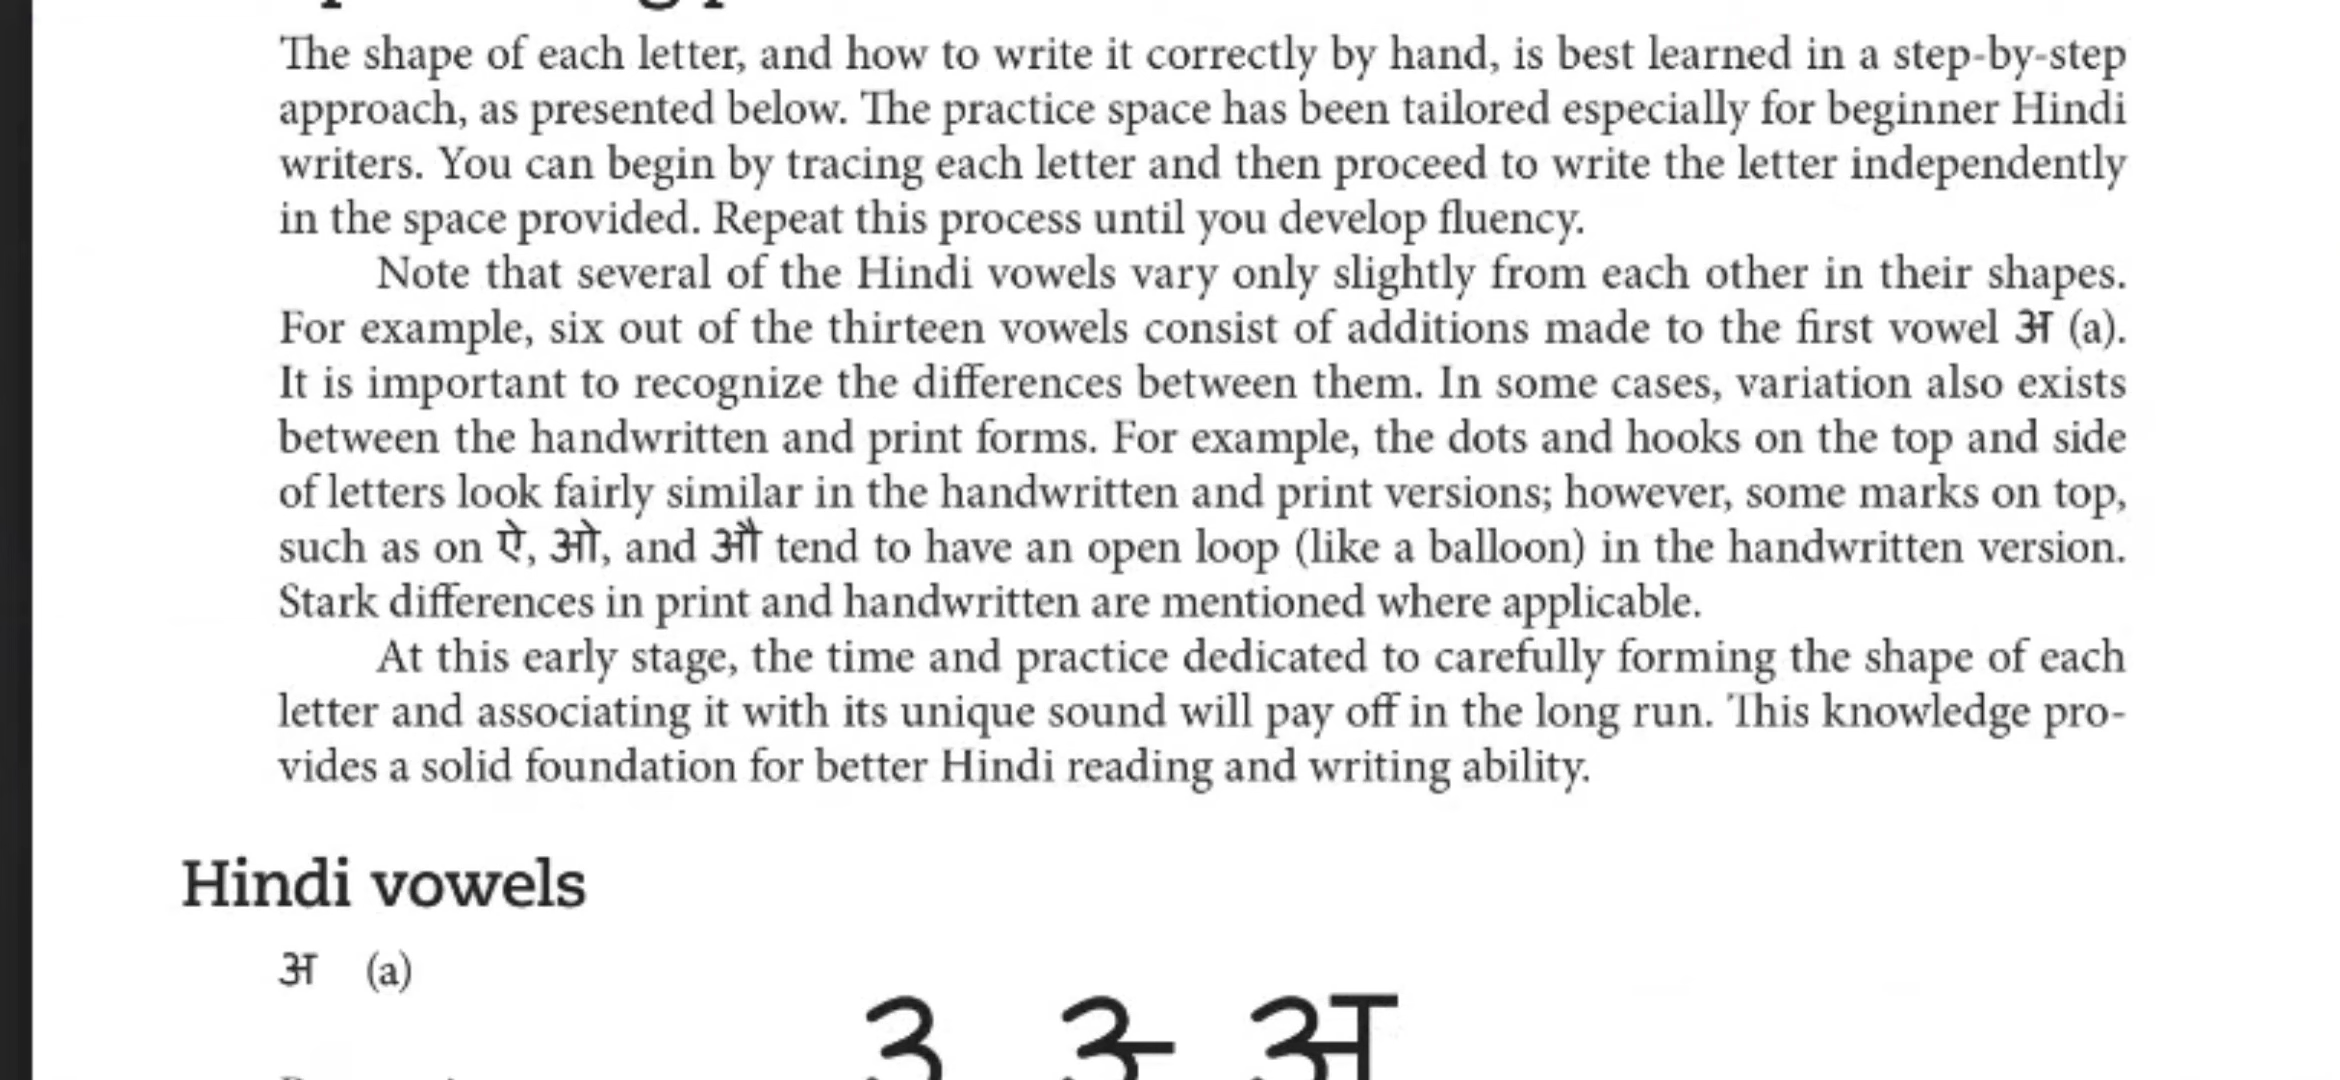 The shape of each letter, and how to write it correctly by hand, is best learned in a step-by-step
approach, as presented below. The practice space has been tailored especially for beginner Hindi
writers. You can begin by tracing each letter and then proceed to write the letter independently
in the space provided. Repeat this process until you develop fluency.
Note that several of the Hindi vowels vary only slightly from each other in their shapes.
For example, six out of the thirteen vowels consist of additions made to the first vowel अ (a).
It is important to recognize the differences between them. In some cases, variation also exists
between the handwritten and print forms. For example, the dots and hooks on the top and side
of letters look fairly similar in the handwritten and print versions; however, some marks on top,
such as on ऐ, ओ, and औ tend to have an open loop (like a balloon) in the handwritten version.
Stark differences in print and handwritten are mentioned where applicable.
At this early stage, the time and practice dedicated to carefully forming the shape of each
letter and associating it with its unique sound will pay off in the long run. This knowledge pro-
vides a solid foundation for better Hindi reading and writing ability.
Hindi vowels
अ (a)
अ